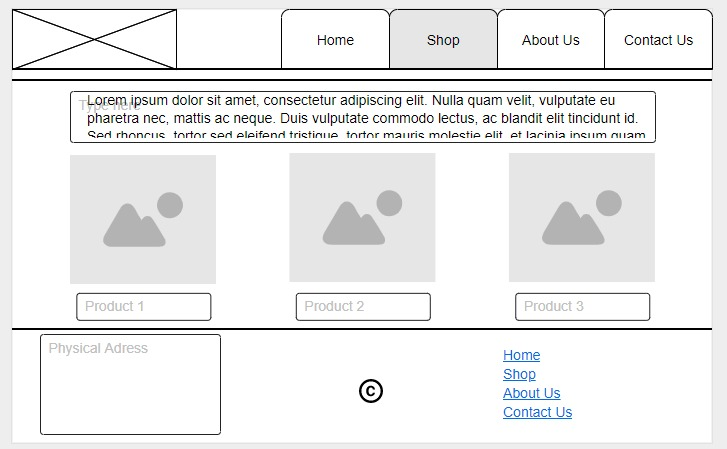 Home
Shop
About Us
Contact Us
Type here
Lorem ipsum dolor sit amet, consectetur adipiscing elit. Nulla quam velit, vulputate eu
pharetra nec, mattis ac neque. Duis vulputate commodo lectus, ac blandit elit tincidunt id.
Sed rhoncus, tortor sed eleifend tristique, tortor mauris molestie elit, et lacinia ipsum quam
Product 1
Product 2
Product 3
Physical Adress
©
Home
Shop
About Us
Contact Us